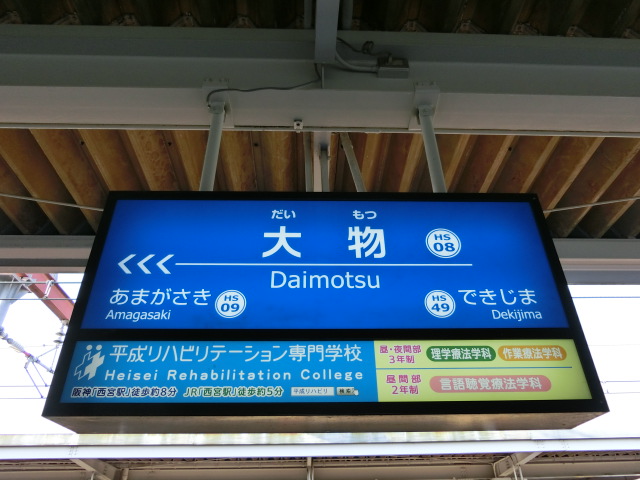 だい もつ
大 物 HS 08
<<<
Daimotsu
あまがさき HS 09 HS 49 できじま
Amagasaki Dekijima
平成リハビリテーション専門学校
Heisei Rehabilitation College
阪神「西宮駅」徒歩約8分 JR「西宮駅」徒歩約5分 平成リハビリ 検索
昼・夜間部 3年制 理学療法学科 作業療法学科
昼間部 2年制 言語聴覚療法学科